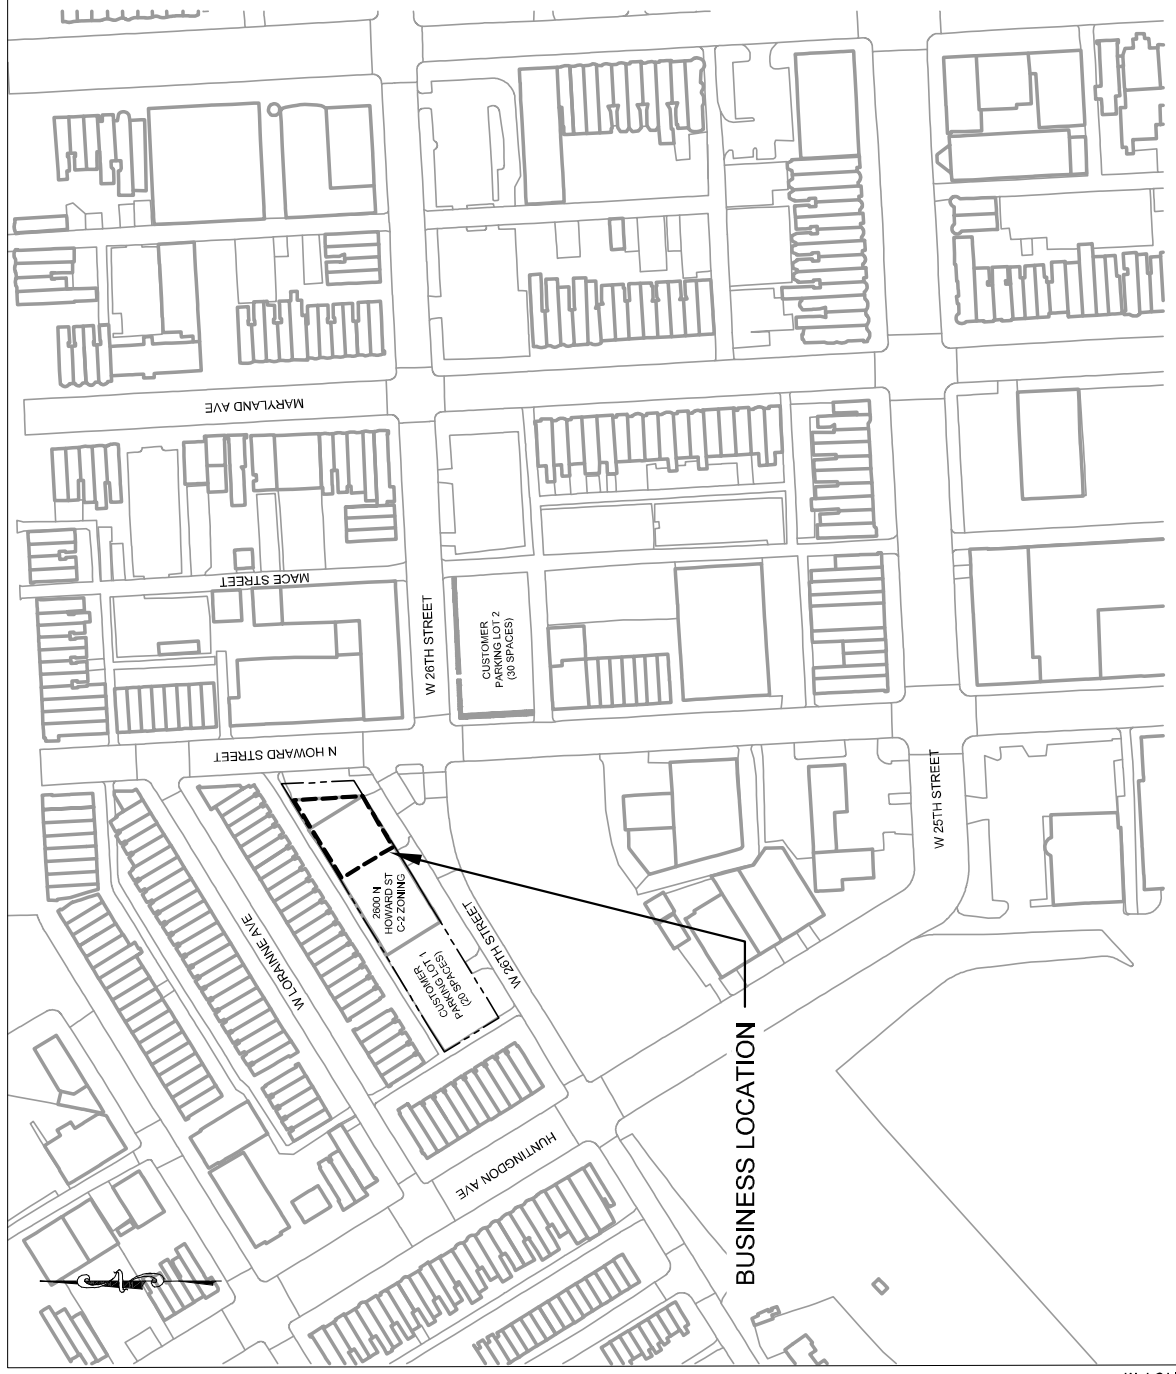 MARYLAND AVE
MACE STREET
W 26TH STREET
CUSTOMER
PARKING LOT 2
(30 SPACES)
N HOWARD STREET
W 25TH STREET
2600 N
HOWARD ST
C-2 ZONING
W LORAINNE AVE
CUSTOMER
PARKING LOT 1
(20 SPACES)
W 26TH STREET
HUNTINGDON AVE
BUSINESS LOCATION